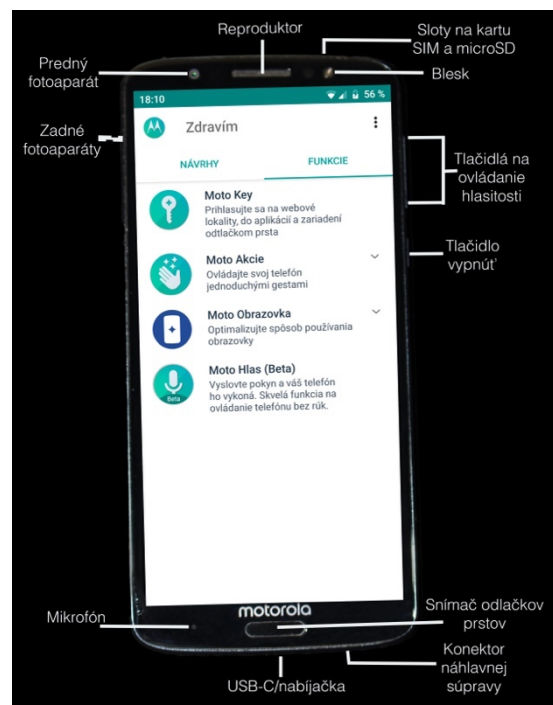 Reproduktor
Sloty na kartu
SIM a microSD
Predný
fotoaparát
Blesk
18:10
56 %
Zadné
fotoaparáty
Zdravím
Tlačidlá na
ovládanie
hlasitosti
NÁVRHY
FUNKCIE
Moto Key
Prihlasujte sa na webové
lokality, do aplikácií a zariadení
odtlačkom prsta
Tlačidlo
vypnúť
Moto Akcie
Ovládajte svoj telefón
jednoduchými gestami
Moto Obrazovka
Optimalizujte spôsob používania
obrazovky
Moto Hlas (Beta)
Vyslovte pokyn a váš telefón
ho vykoná. Skvelá funkcia na
ovládanie telefónu bez rúk.
Beta
Mikrofón
motorola
Snímač odlačkov
prstov
USB-C/nabíjačka
Konektor
náhlavnej
súpravy